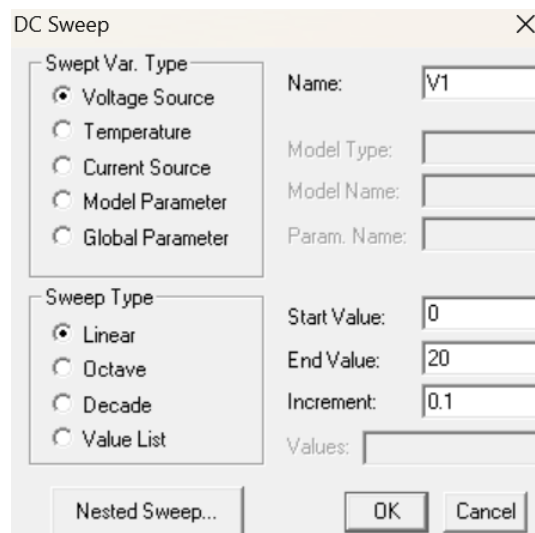 DC Sweep
Swept Var. Type
Voltage Source
Temperature
Current Source
Model Parameter
Global Parameter
Name: V1
Model Type:
Model Name:
Param. Name:
Sweep Type
Linear
Octave
Decade
Value List
Start Value: 0
End Value: 20
Increment: 0.1
Values:
Nested Sweep...
OK
Cancel